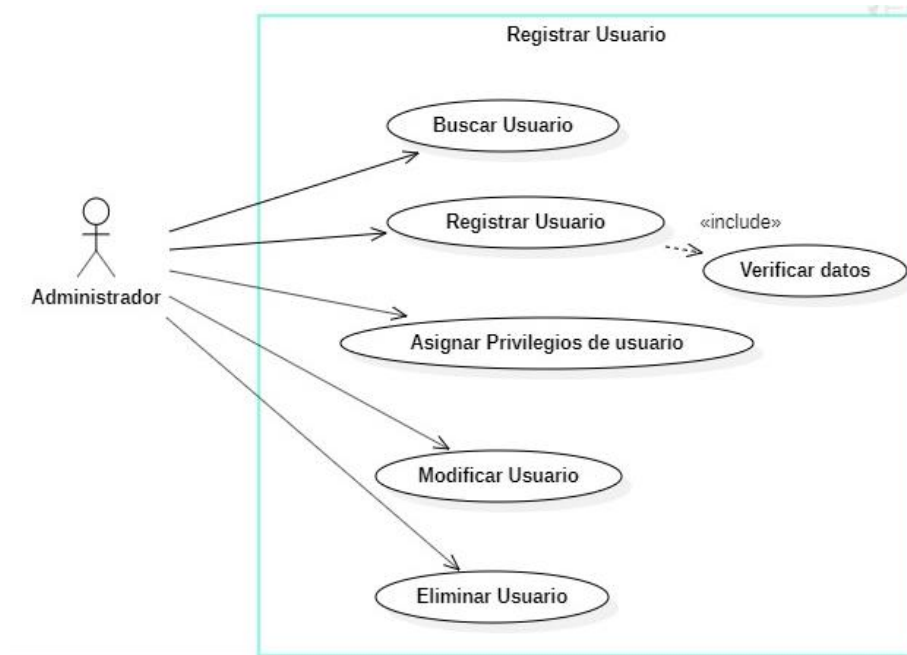 Registrar Usuario
Buscar Usuario
Registrar Usuario
«include»
Verificar datos
Administrador
Asignar Privilegios de usuario
Modificar Usuario
Eliminar Usuario